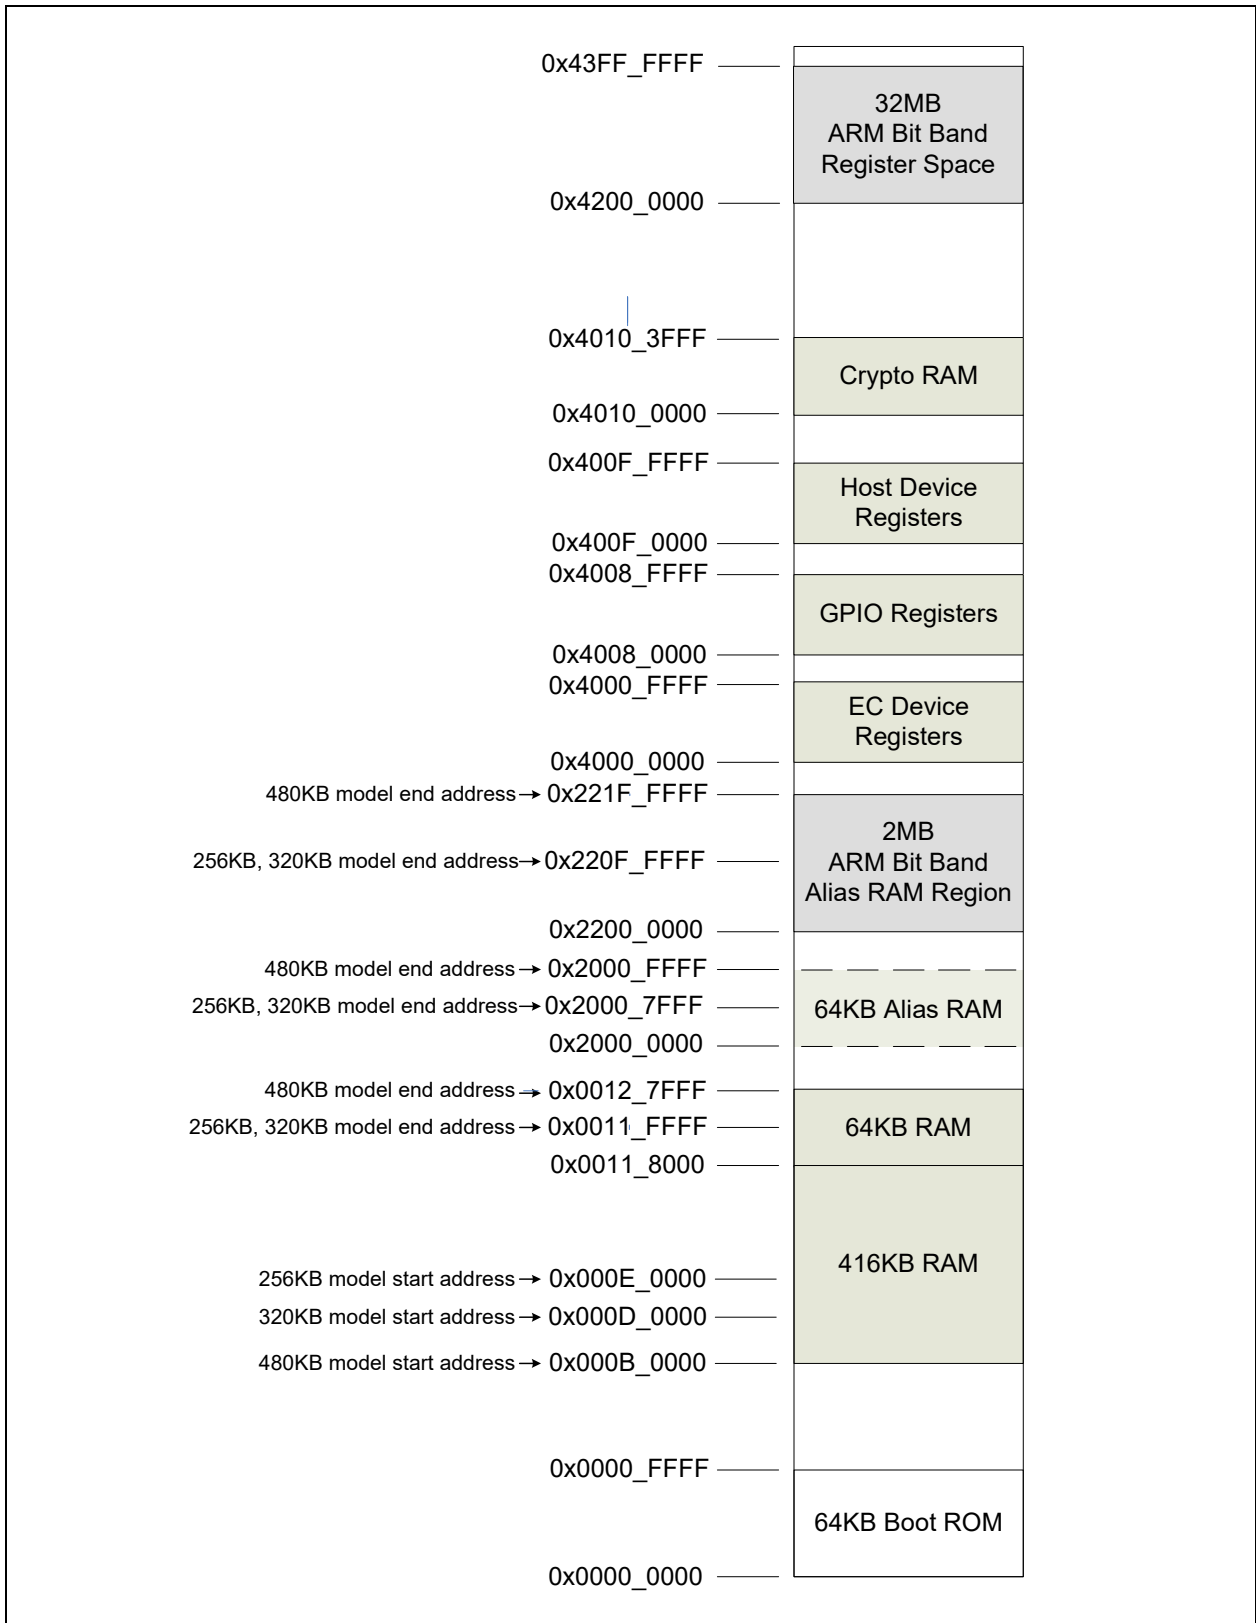 0x43FF_FFFF
32MB
ARM Bit Band
Register Space
0x4200_0000
0x4010_3FFF
Crypto RAM
0x4010_0000
0x400F_FFFF
Host Device
Registers
0x400F_0000
0x4008_FFFF
GPIO Registers
0x4008_0000
0x4000_FFFF
EC Device
Registers
0x4000_0000
480KB model end address → 0x221F_FFFF
2MB
256KB, 320KB model end address → 0x220F_FFFF
ARM Bit Band
Alias RAM Region
0x2200_0000
480KB model end address → 0x2000_FFFF
256KB, 320KB model end address → 0x2000_7FFF
64KB Alias RAM
0x2000_0000
480KB model end address → 0x0012_7FFF
256KB, 320KB model end address → 0x0011_FFFF
64KB RAM
0x0011_8000
416KB RAM
256KB model start address → 0x000E_0000
320KB model start address → 0x000D_0000
480KB model start address → 0x000B_0000
0x0000_FFFF
64KB Boot ROM
0x0000_0000